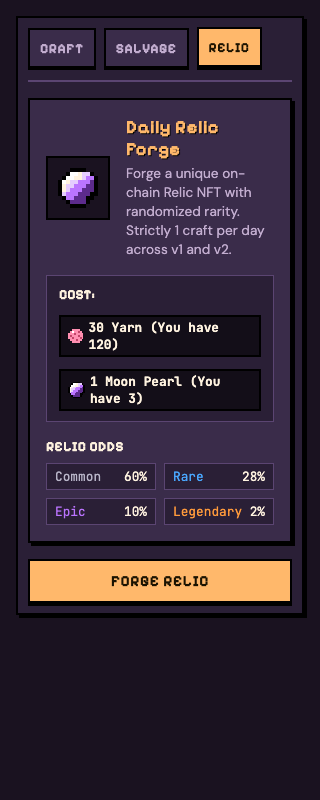 CRAFT
SALVAGE
RELIC
Daily Relic
Forge
Forge a unique on-
chain Relic NFT with
randomized rarity.
Strictly 1 craft per day
across v1 and v2.
COST:
30 Yarn (You have
120)
1 Moon Pearl (You
have 3)
RELIC ODDS
Common 60%
Rare 28%
Epic 10%
Legendary 2%
FORGE RELIC